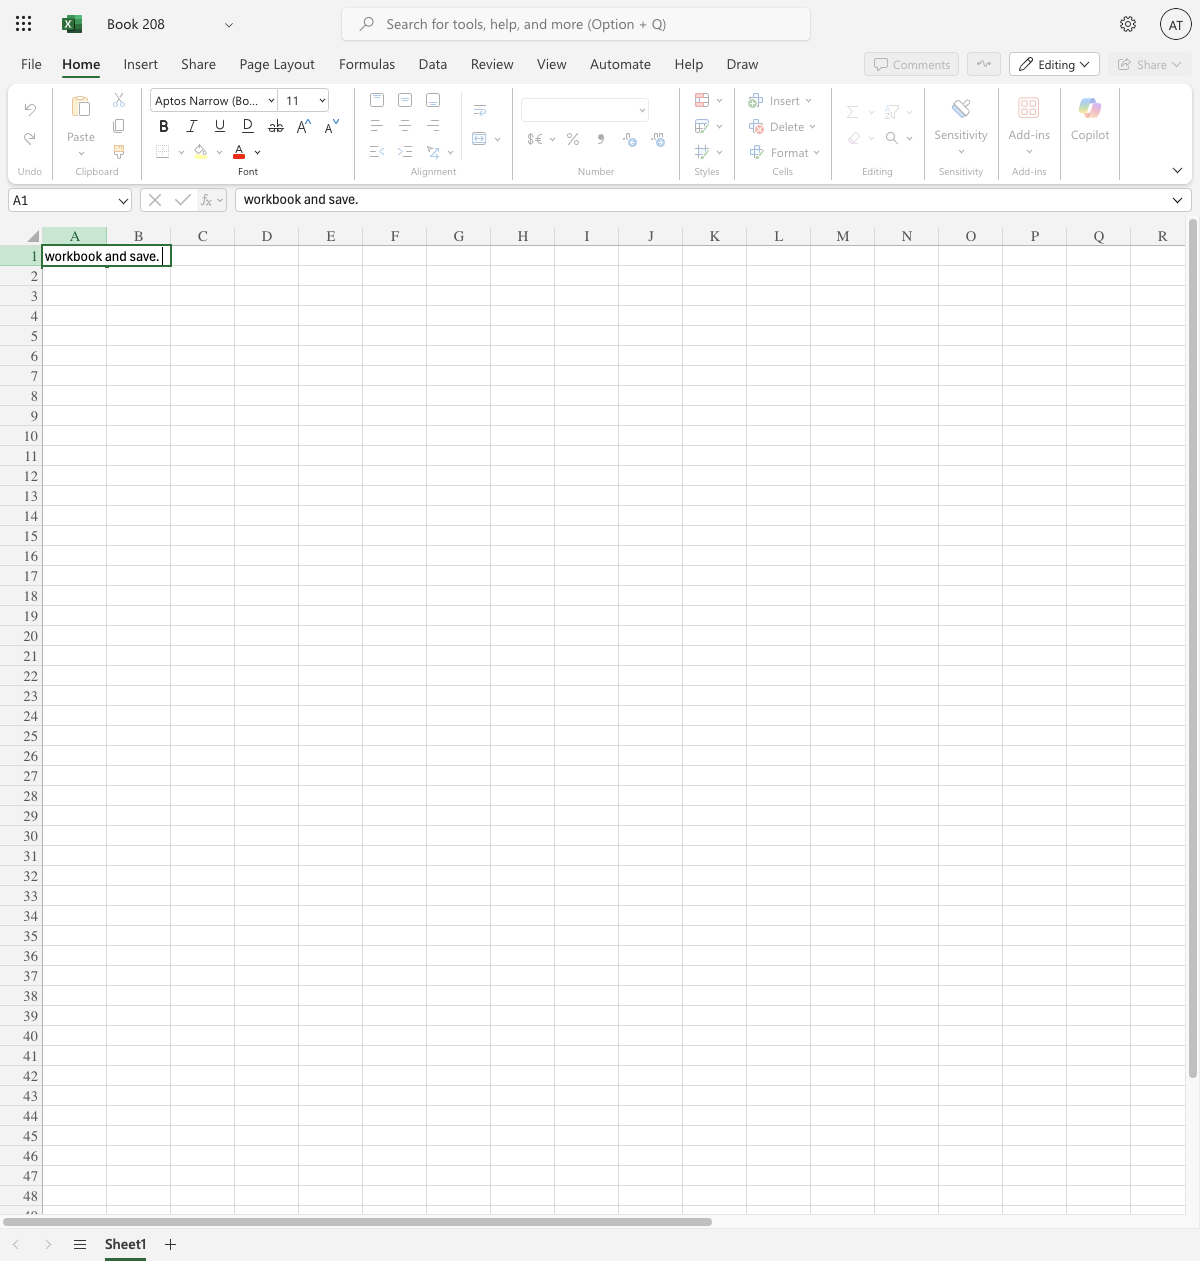 Book 208
Search for tools, help, and more (Option + Q)
AT
File Home Insert Share Page Layout Formulas Data Review View Automate Help Draw
Comments Editing Share
Paste
Aptos Narrow (Bo... 11
B I U D ab A^ A˅
A
$€ % 9
Insert
Delete
Format
Sensitivity Add-ins Copilot
Undo Clipboard Font Alignment Number Styles Cells Editing Sensitivity Add-ins
A1 fx workbook and save.
A B C D E F G H I J K L M N O P Q R
1 workbook and save.
2
3
4
5
6
7
8
9
10
11
12
13
14
15
16
17
18
19
20
21
22
23
24
25
26
27
28
29
30
31
32
33
34
35
36
37
38
39
40
41
42
43
44
45
46
47
48
49
Sheet1